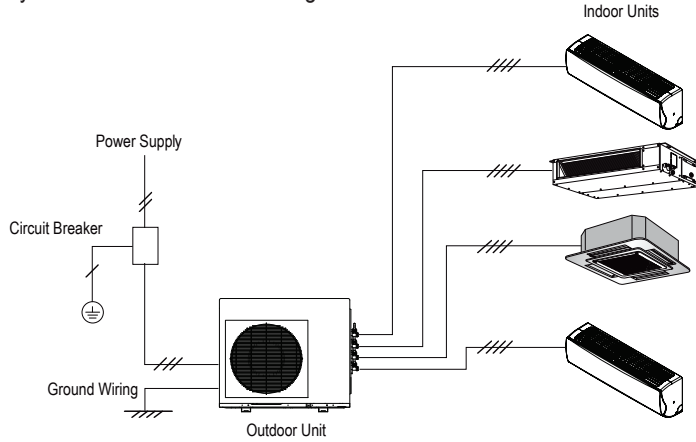 Indoor Units
Power Supply
Circuit Breaker
Ground Wiring
Outdoor Unit